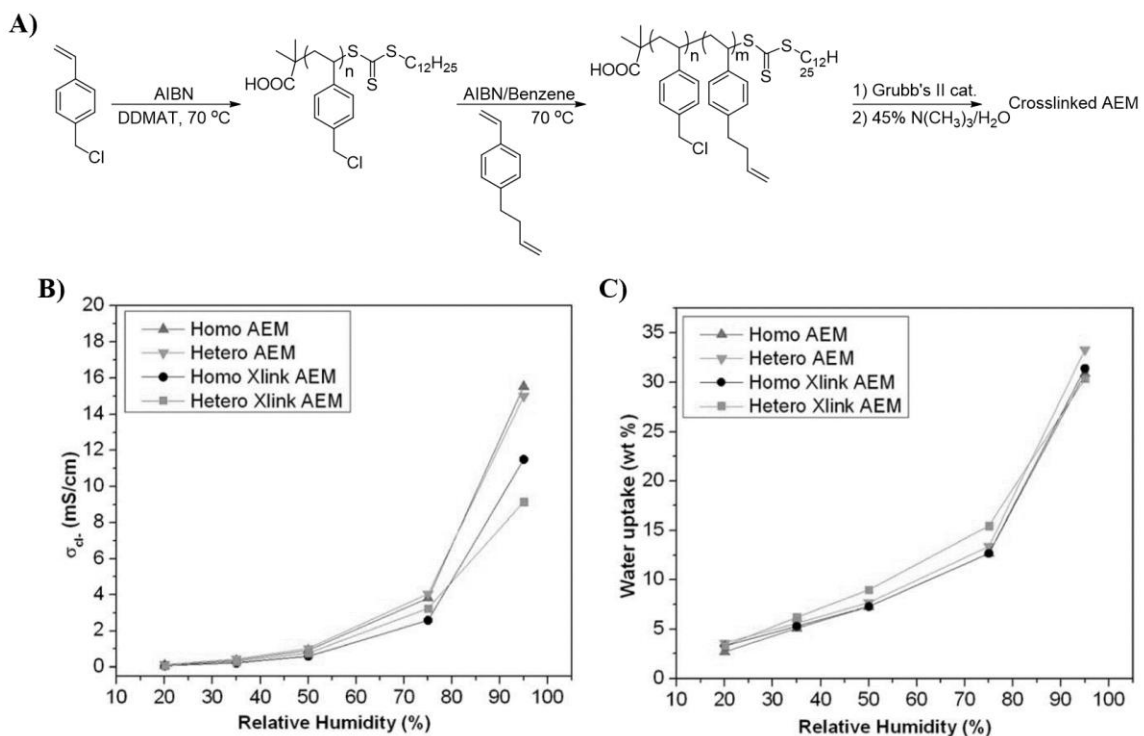 A)
Cl
AIBN
DDMAT, 70 °C
HOOC
n
S
S
C12H25
S
Cl
AIBN/Benzene
70 °C
HOOC
n
m
S
S
C12H25
S
Cl
1) Grubb's II cat.
2) 45% N(CH3)3/H2O
Crosslinked AEM
B)
Homo AEM
Hetero AEM
Homo Xlink AEM
Hetero Xlink AEM
σcl- (mS/cm)
20
18
16
14
12
10
8
6
4
2
0
10 20 30 40 50 60 70 80 90 100
Relative Humidity (%)
C)
Homo AEM
Hetero AEM
Homo Xlink AEM
Hetero Xlink AEM
Water uptake (wt %)
35
30
25
20
15
10
5
0
10 20 30 40 50 60 70 80 90 100
Relative Humidity (%)